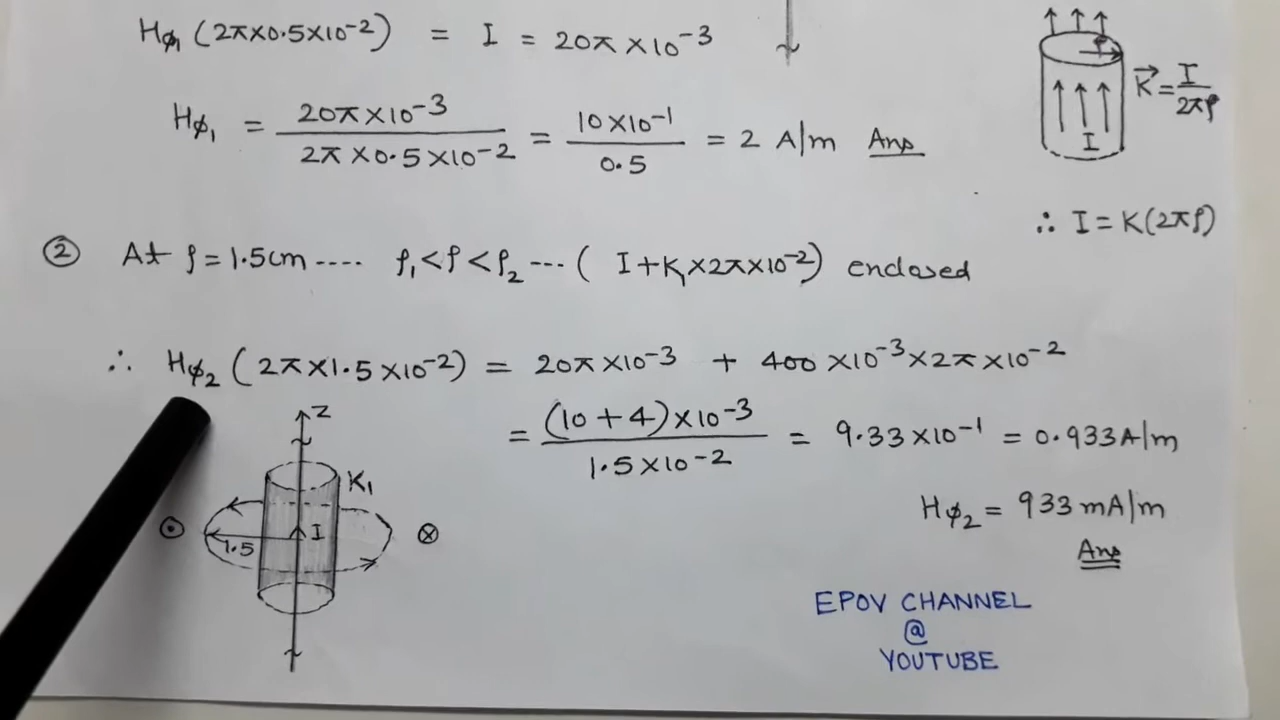 Hφ₁ (2π×0.5×10⁻²) = I = 20π×10⁻³
Hφ₁ = 20π×10⁻³ / 2π×0.5×10⁻² = 10×10⁻¹ / 0.5 = 2 A/m Ans
K⃗ = I / 2πρ
ρ
I
∴ I = K(2πρ)
② At ρ = 1.5cm .... ρ₁<ρ<ρ₂ --- ( I+K₁×2π×10⁻²) enclosed
∴ Hφ₂ (2π×1.5×10⁻²) = 20π×10⁻³ + 400×10⁻³×2π×10⁻²
= (10+4)×10⁻³ / 1.5×10⁻² = 9.33×10⁻¹ = 0.933A/m
Hφ₂ = 933mA/m
Ans
Z
K₁
I
1.5
EPOV CHANNEL
@
YOUTUBE